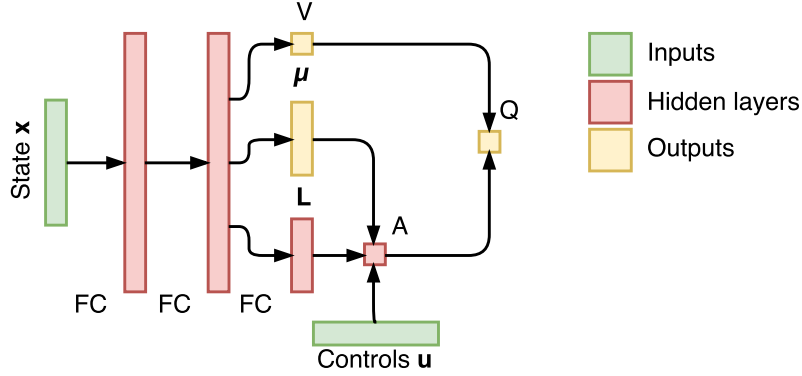 V
μ
State x
L
A
Q
FC
FC
FC
Controls u
Inputs
Hidden layers
Outputs